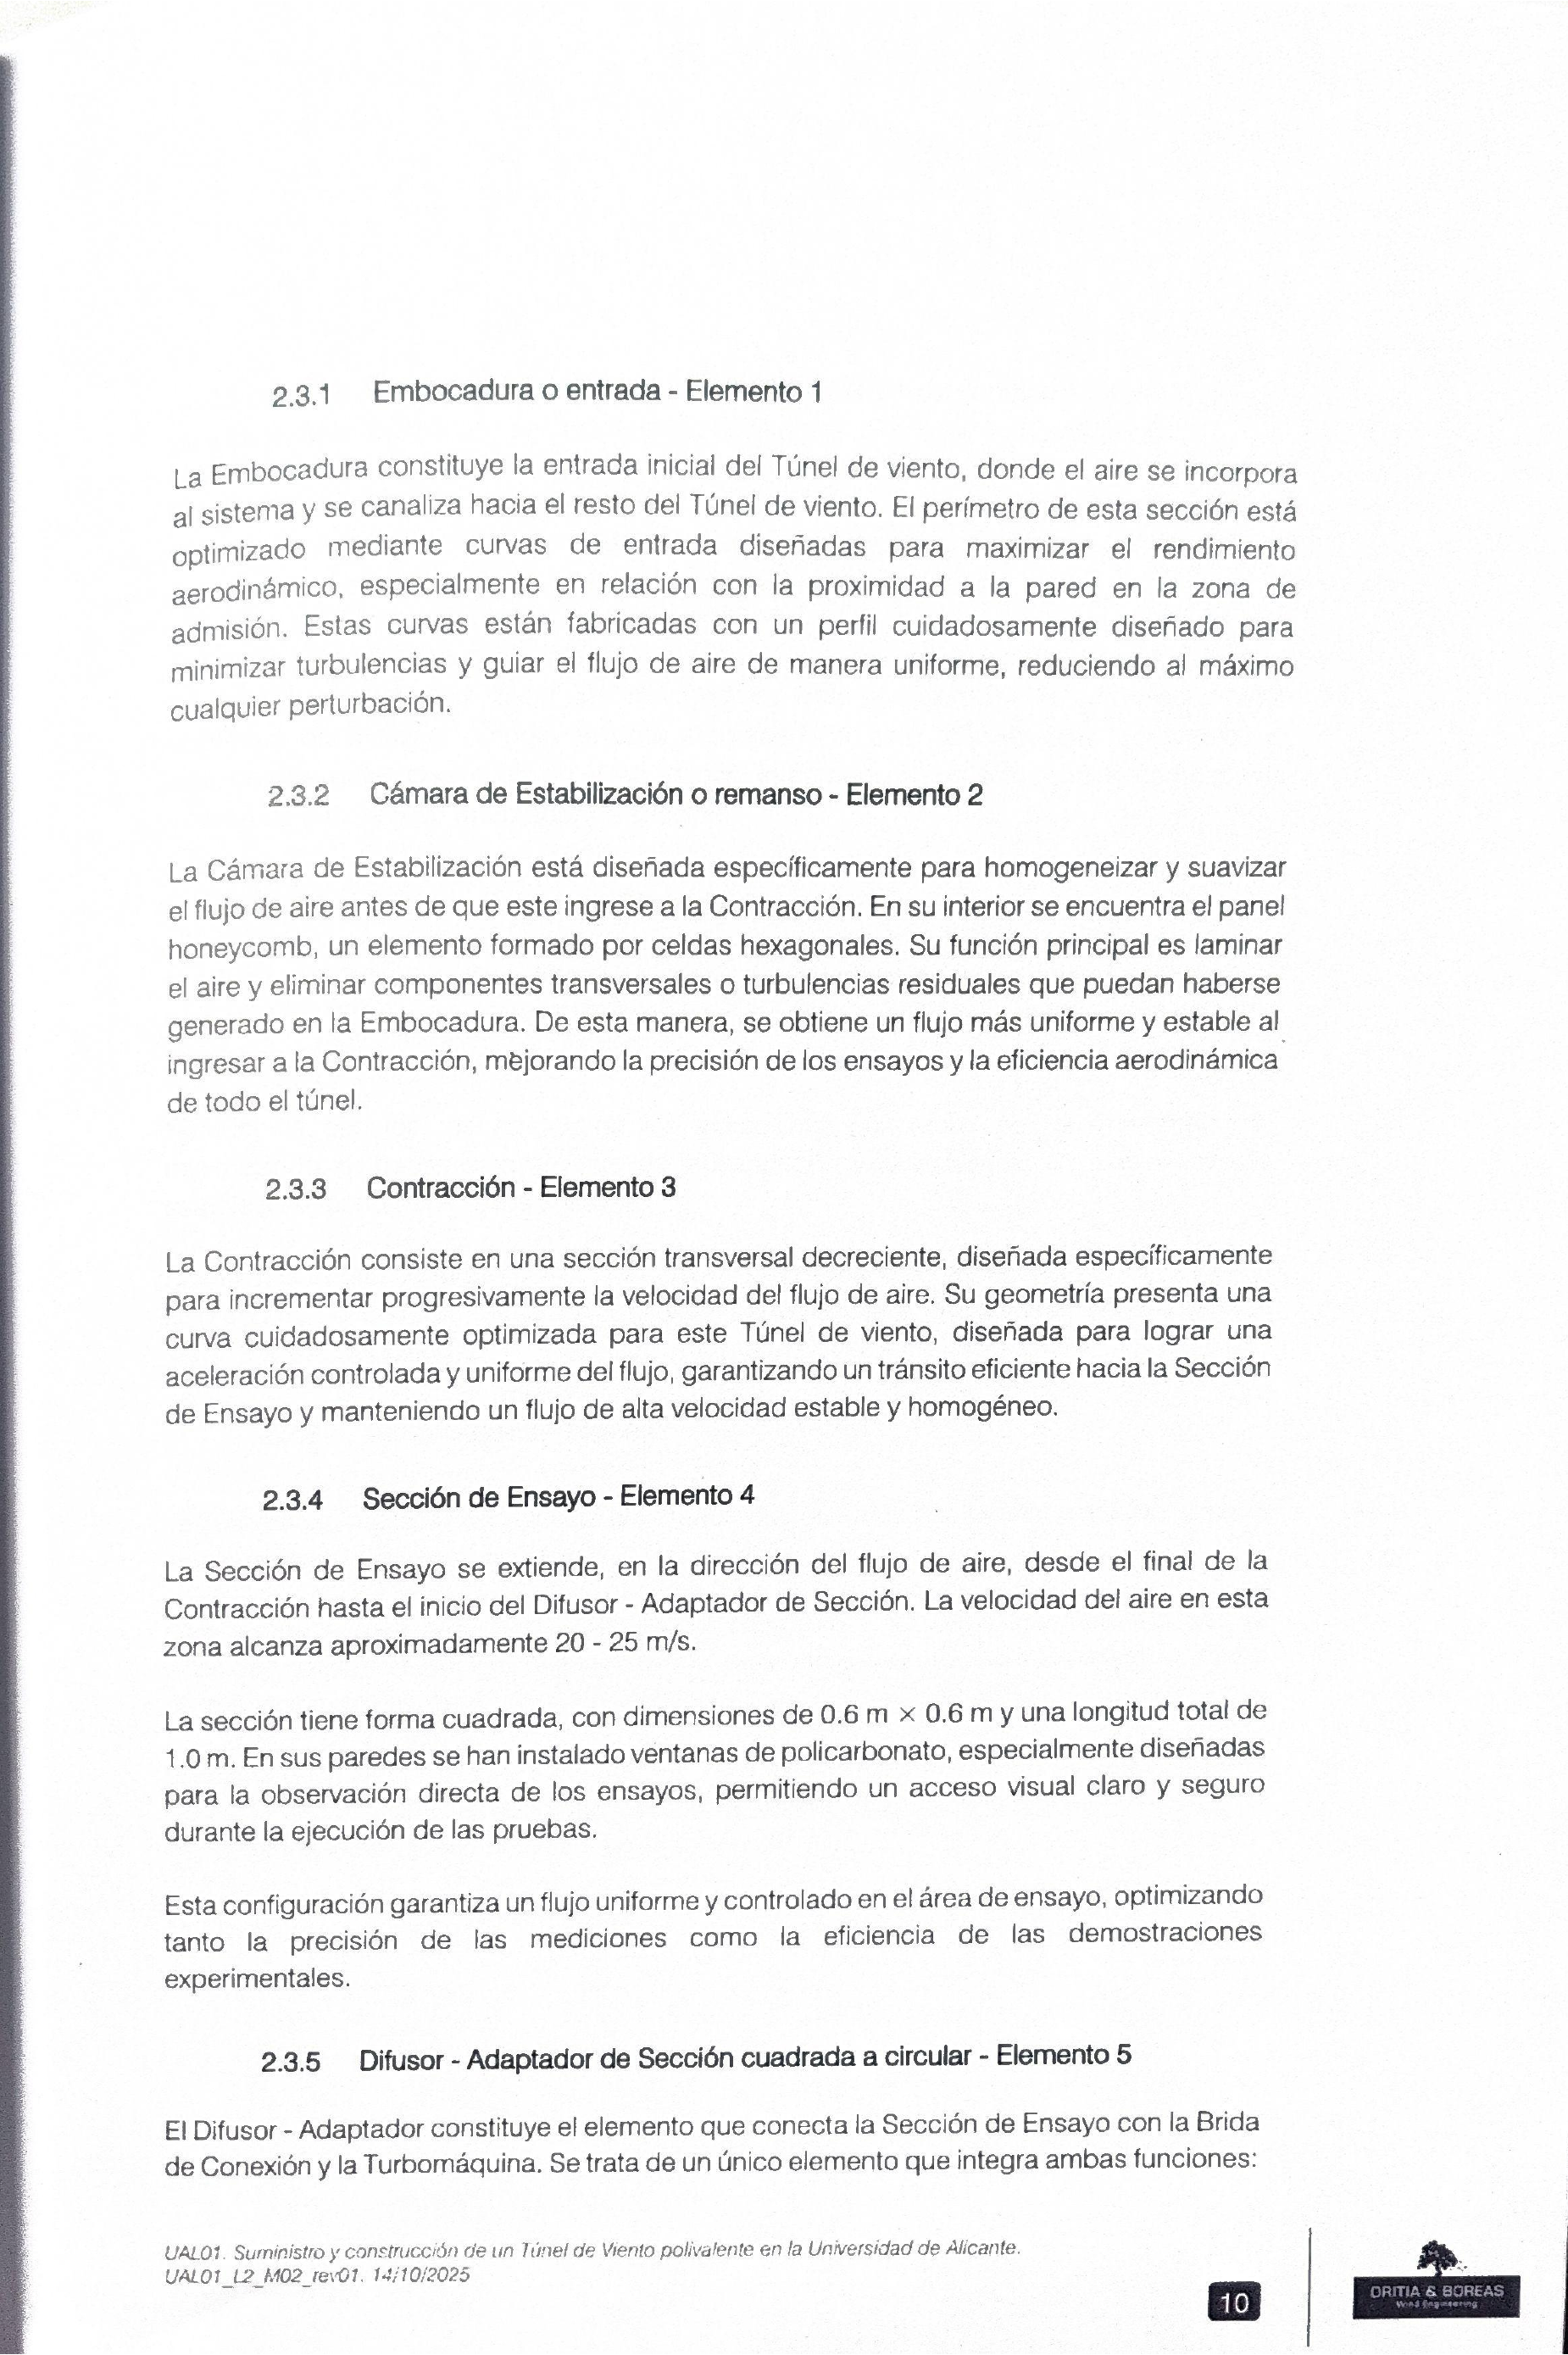 2.3.1 Embocadura o entrada - Elemento 1
La Embocadura constituye la entrada inicial del Túnel de viento, donde el aire se incorpora
al sistema y se canaliza hacia el resto del Túnel de viento. El perímetro de esta sección está
optimizado mediante curvas de entrada diseñadas para maximizar el rendimiento
aerodinámico, especialmente en relación con la proximidad a la pared en la zona de
admisión. Estas curvas están fabricadas con un perfil cuidadosamente diseñado para
minimizar turbulencias y guiar el flujo de aire de manera uniforme, reduciendo al máximo
cualquier perturbación.
2.3.2 Cámara de Estabilización o remanso - Elemento 2
La Cámara de Estabilización está diseñada específicamente para homogeneizar y suavizar
el flujo de aire antes de que este ingrese a la Contracción. En su interior se encuentra el panel
honeycomb, un elemento formado por celdas hexagonales. Su función principal es laminar
el aire y eliminar componentes transversales o turbulencias residuales que puedan haberse
generado en la Embocadura. De esta manera, se obtiene un flujo más uniforme y estable al
ingresar a la Contracción, mejorando la precisión de los ensayos y la eficiencia aerodinámica
de todo el túnel.
2.3.3 Contracción - Elemento 3
La Contracción consiste en una sección transversal decreciente, diseñada específicamente
para incrementar progresivamente la velocidad del flujo de aire. Su geometría presenta una
curva cuidadosamente optimizada para este Túnel de viento, diseñada para lograr una
aceleración controlada y uniforme del flujo, garantizando un tránsito eficiente hacia la Sección
de Ensayo y manteniendo un flujo de alta velocidad estable y homogéneo.
2.3.4 Sección de Ensayo - Elemento 4
La Sección de Ensayo se extiende, en la dirección del flujo de aire, desde el final de la
Contracción hasta el inicio del Difusor - Adaptador de Sección. La velocidad del aire en esta
zona alcanza aproximadamente 20 - 25 m/s.
La sección tiene forma cuadrada, con dimensiones de 0.6 m × 0.6 m y una longitud total de
1.0 m. En sus paredes se han instalado ventanas de policarbonato, especialmente diseñadas
para la observación directa de los ensayos, permitiendo un acceso visual claro y seguro
durante la ejecución de las pruebas.
Esta configuración garantiza un flujo uniforme y controlado en el área de ensayo, optimizando
tanto la precisión de las mediciones como la eficiencia de las demostraciones
experimentales.
2.3.5 Difusor - Adaptador de Sección cuadrada a circular - Elemento 5
El Difusor - Adaptador constituye el elemento que conecta la Sección de Ensayo con la Brida
de Conexión y la Turbomáquina. Se trata de un único elemento que integra ambas funciones:
UAL01. Suministro y construcción de un Túnel de Viento polivalente en la Universidad de Alicante.
UAL01_L2_M02_rev01. 14/10/2025
10
ORITIA & BOREAS
Wind Engineering